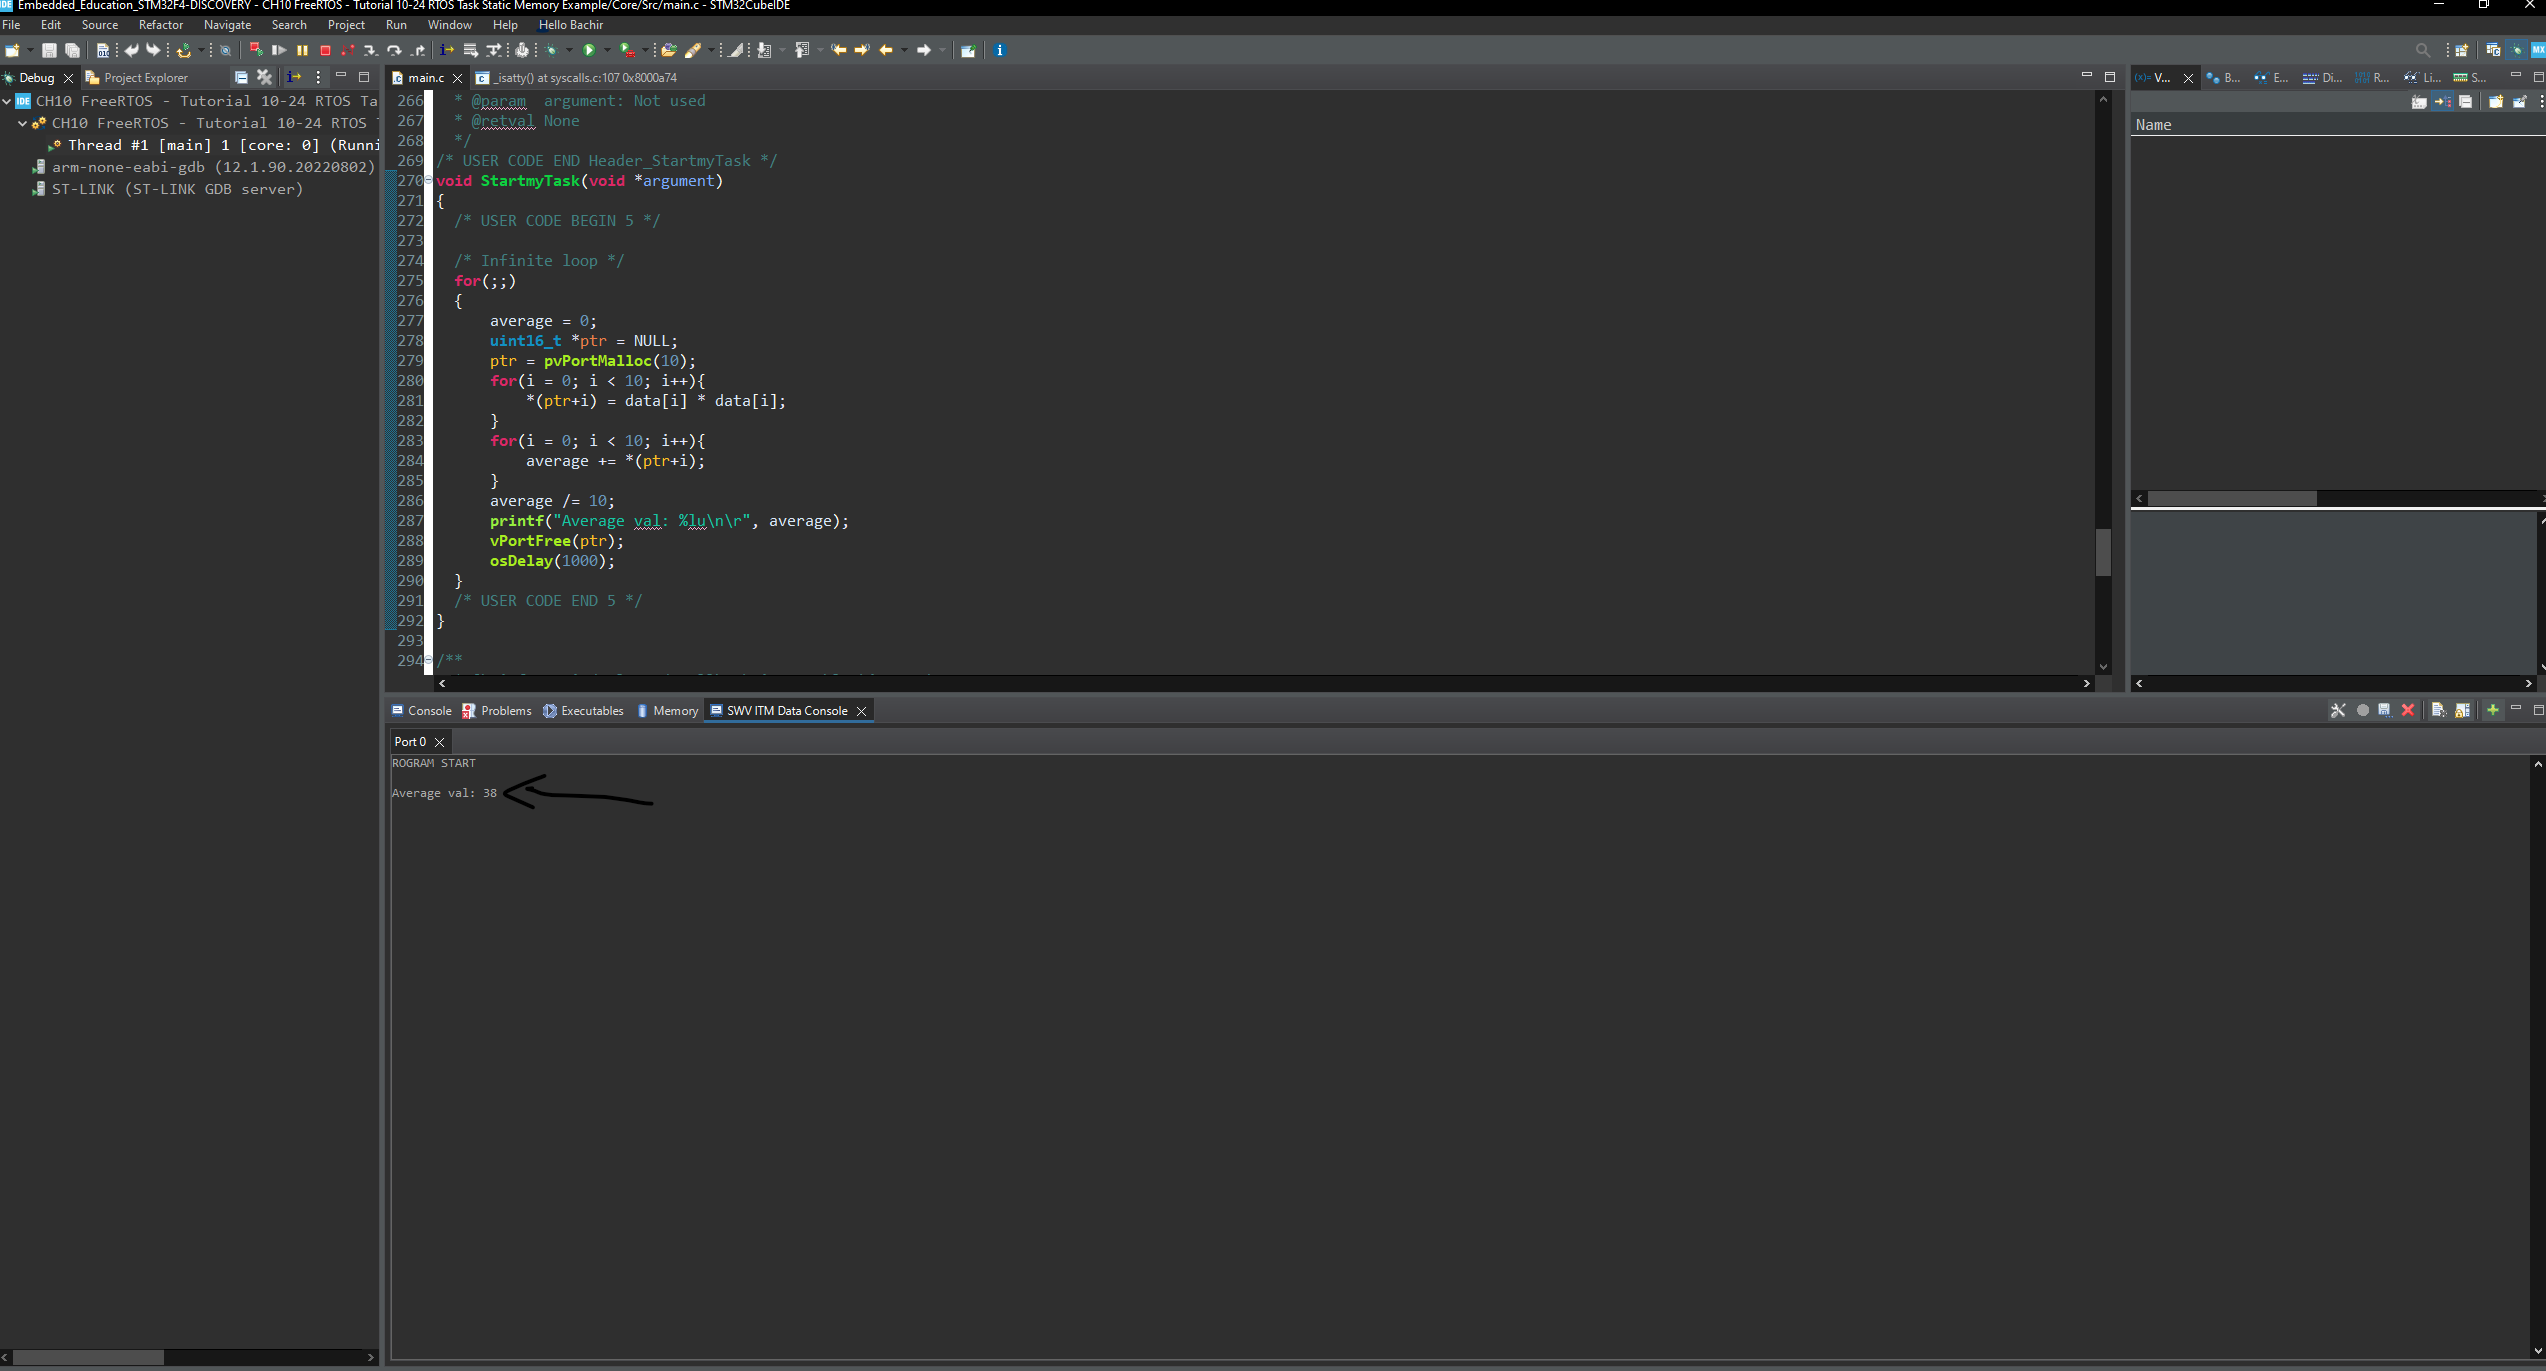 Embedded_Education_STM32F4-DISCOVERY - CH10 FreeRTOS - Tutorial 10-24 RTOS Task Static Memory Example/Core/Src/main.c - STM32CubeIDE
File Edit Source Refactor Navigate Search Project Run Window Help Hello Bachir
Debug Project Explorer
CH10 FreeRTOS - Tutorial 10-24 RTOS Ta
CH10 FreeRTOS - Tutorial 10-24 RTOS
Thread #1 [main] 1 [core: 0] (Runni
arm-none-eabi-gdb (12.1.90.20220802)
ST-LINK (ST-LINK GDB server)
main.c _isatty() at syscalls.c:107 0x8000a74
266 * @param  argument: Not used
267 * @retval None
268 */
269 /* USER CODE END Header_StartmyTask */
270 void StartmyTask(void *argument)
271 {
272 /* USER CODE BEGIN 5 */
273
274 /* Infinite loop */
275 for(;;)
276 {
277 average = 0;
278 uint16_t *ptr = NULL;
279 ptr = pvPortMalloc(10);
280 for(i = 0; i < 10; i++){
281 *(ptr+i) = data[i] * data[i];
282 }
283 for(i = 0; i < 10; i++){
284 average += *(ptr+i);
285 }
286 average /= 10;
287 printf("Average val: %lu\n\r", average);
288 vPortFree(ptr);
289 osDelay(1000);
290 }
291 /* USER CODE END 5 */
292 }
293
294 /**
V... B... E... Di... R... Li... S...
Name
Console Problems Executables Memory SWV ITM Data Console
Port 0
ROGRAM START
Average val: 38